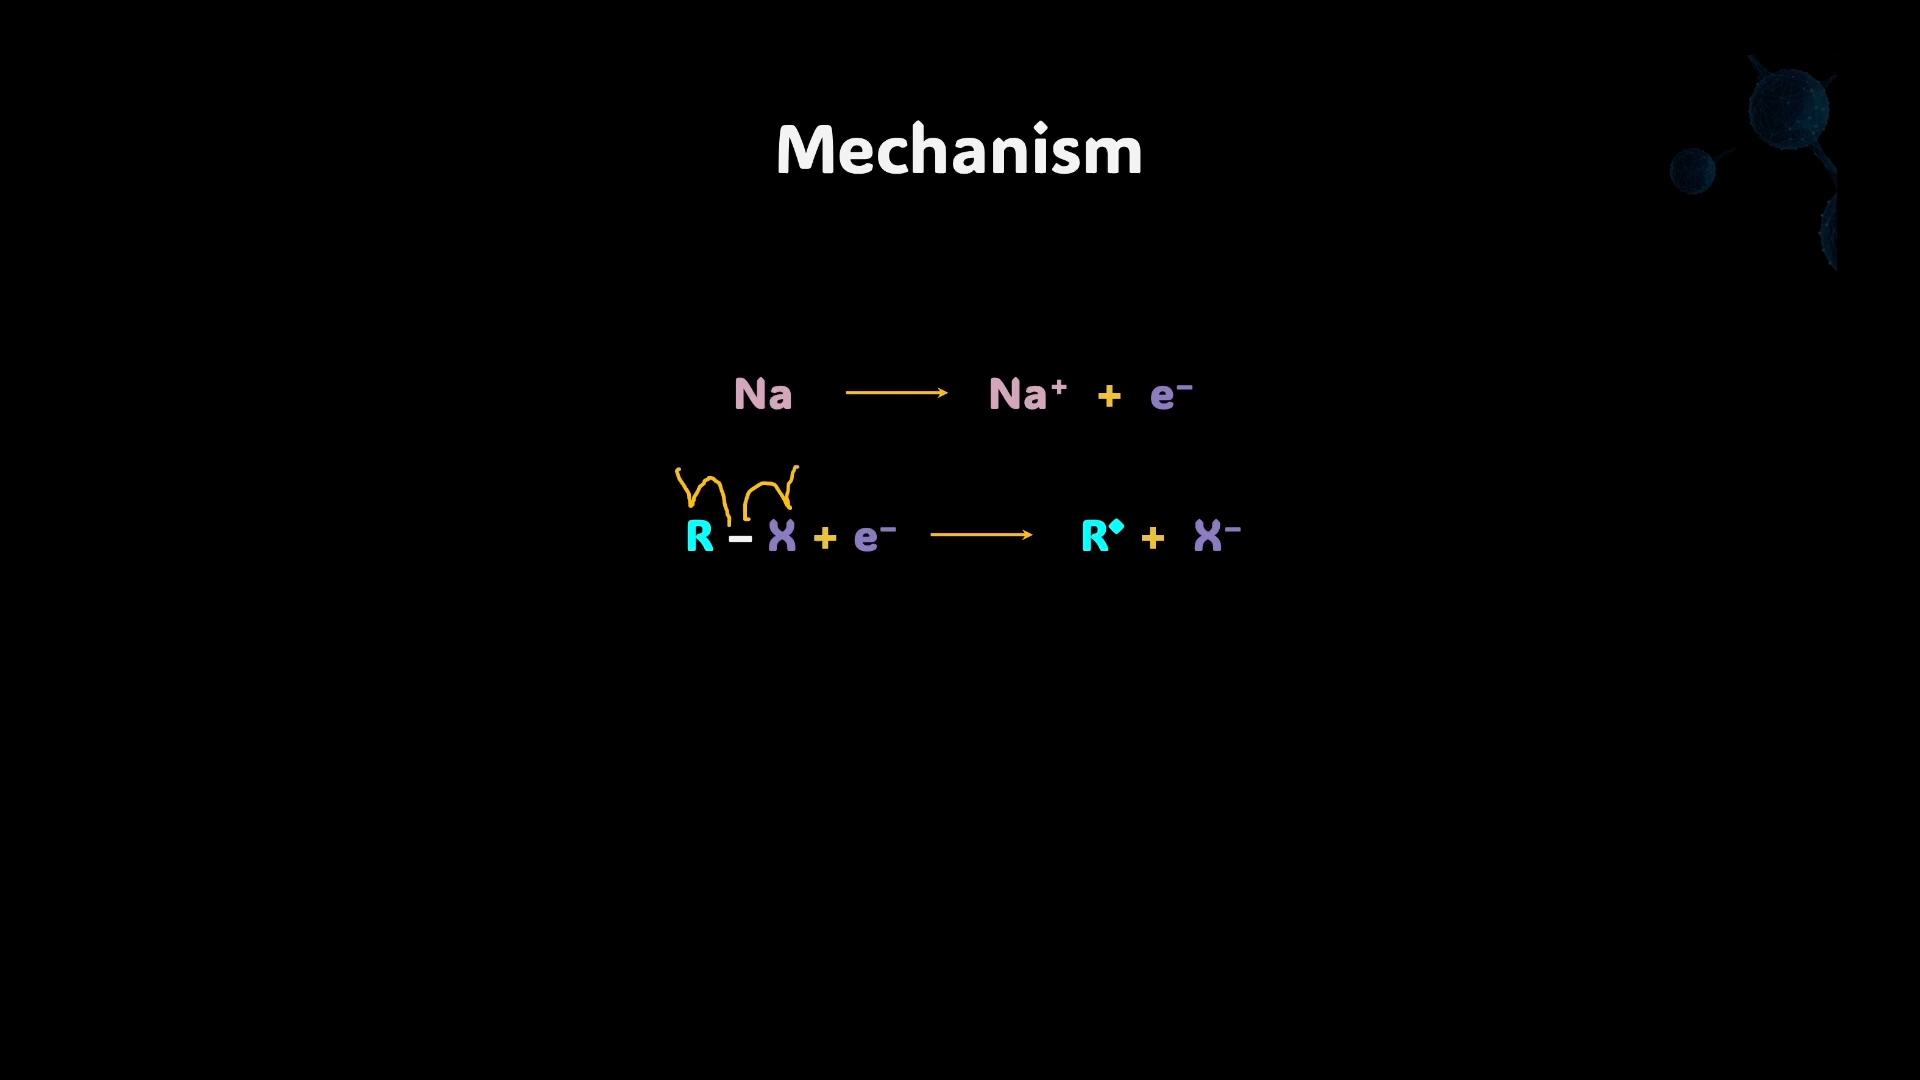 Mechanism
Na ⟶ Na⁺ + e⁻
R – X + e⁻ ⟶ R• + X⁻